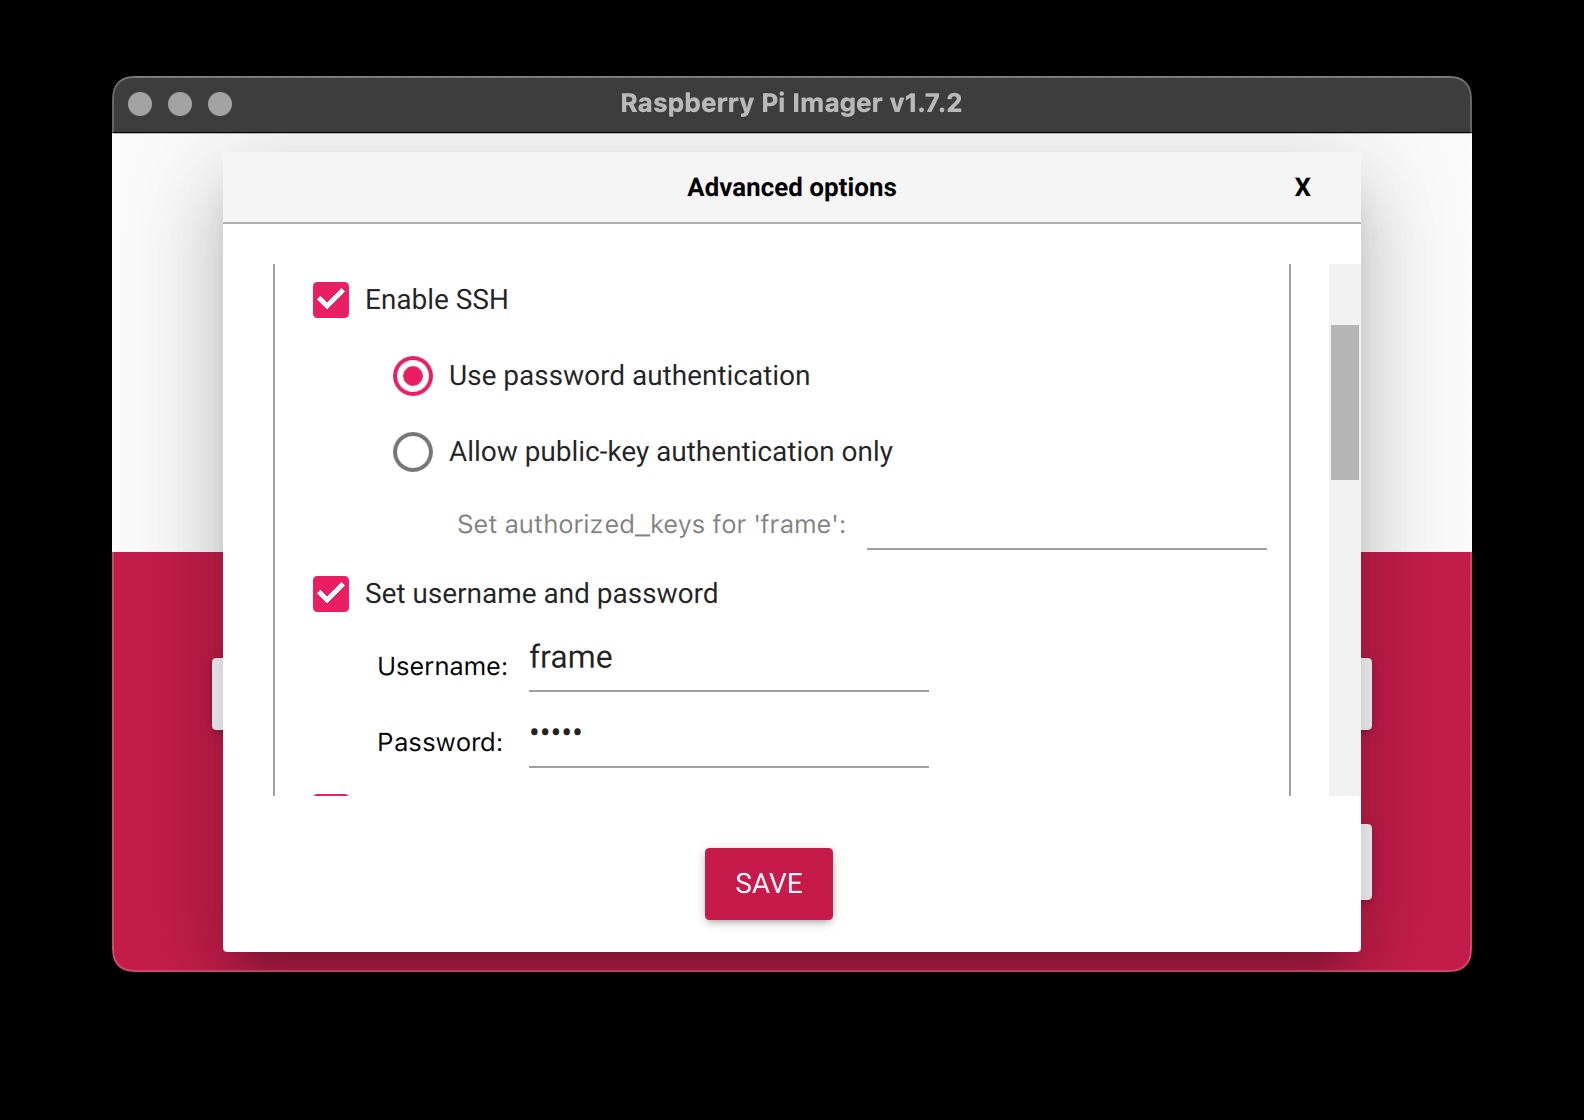 Raspberry Pi Imager v1.7.2
Advanced options X
Enable SSH
Use password authentication
Allow public-key authentication only
Set authorized_keys for 'frame':
Set username and password
Username: frame
Password: •••••
SAVE